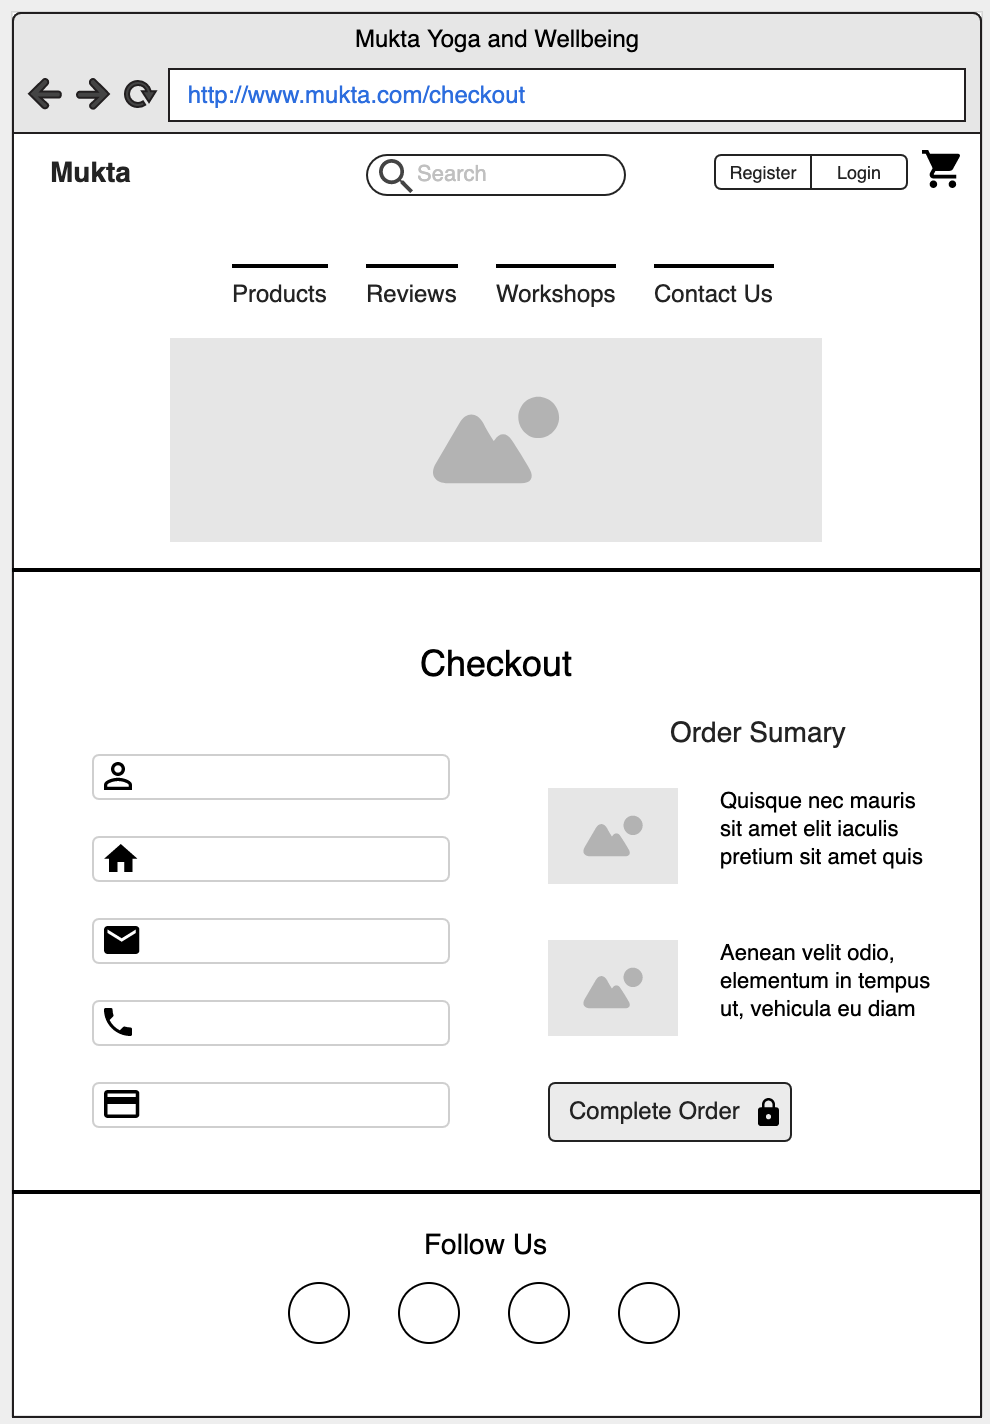 Mukta Yoga and Wellbeing
http://www.mukta.com/checkout
Mukta
Search
Register
Login
Products
Reviews
Workshops
Contact Us
Checkout
Order Sumary
Quisque nec mauris
sit amet elit iaculis
pretium sit amet quis
Aenean velit odio,
elementum in tempus
ut, vehicula eu diam
Complete Order
Follow Us